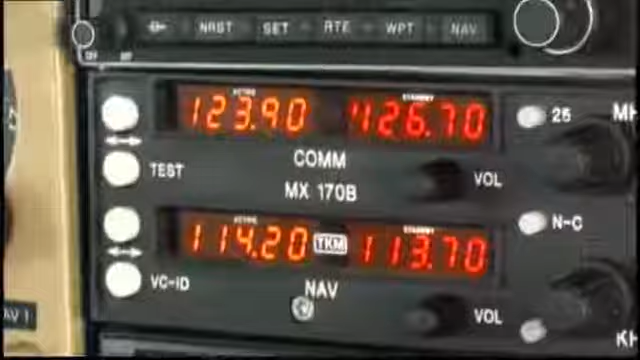 NRST SET RTE WPT NAV
OFF
ACTIVE STANDBY
123.90 126.70 25
COMM
TEST MX 170B VOL
ACTIVE STANDBY N-C
114.20 TKM 113.70
VC-ID NAV VOL